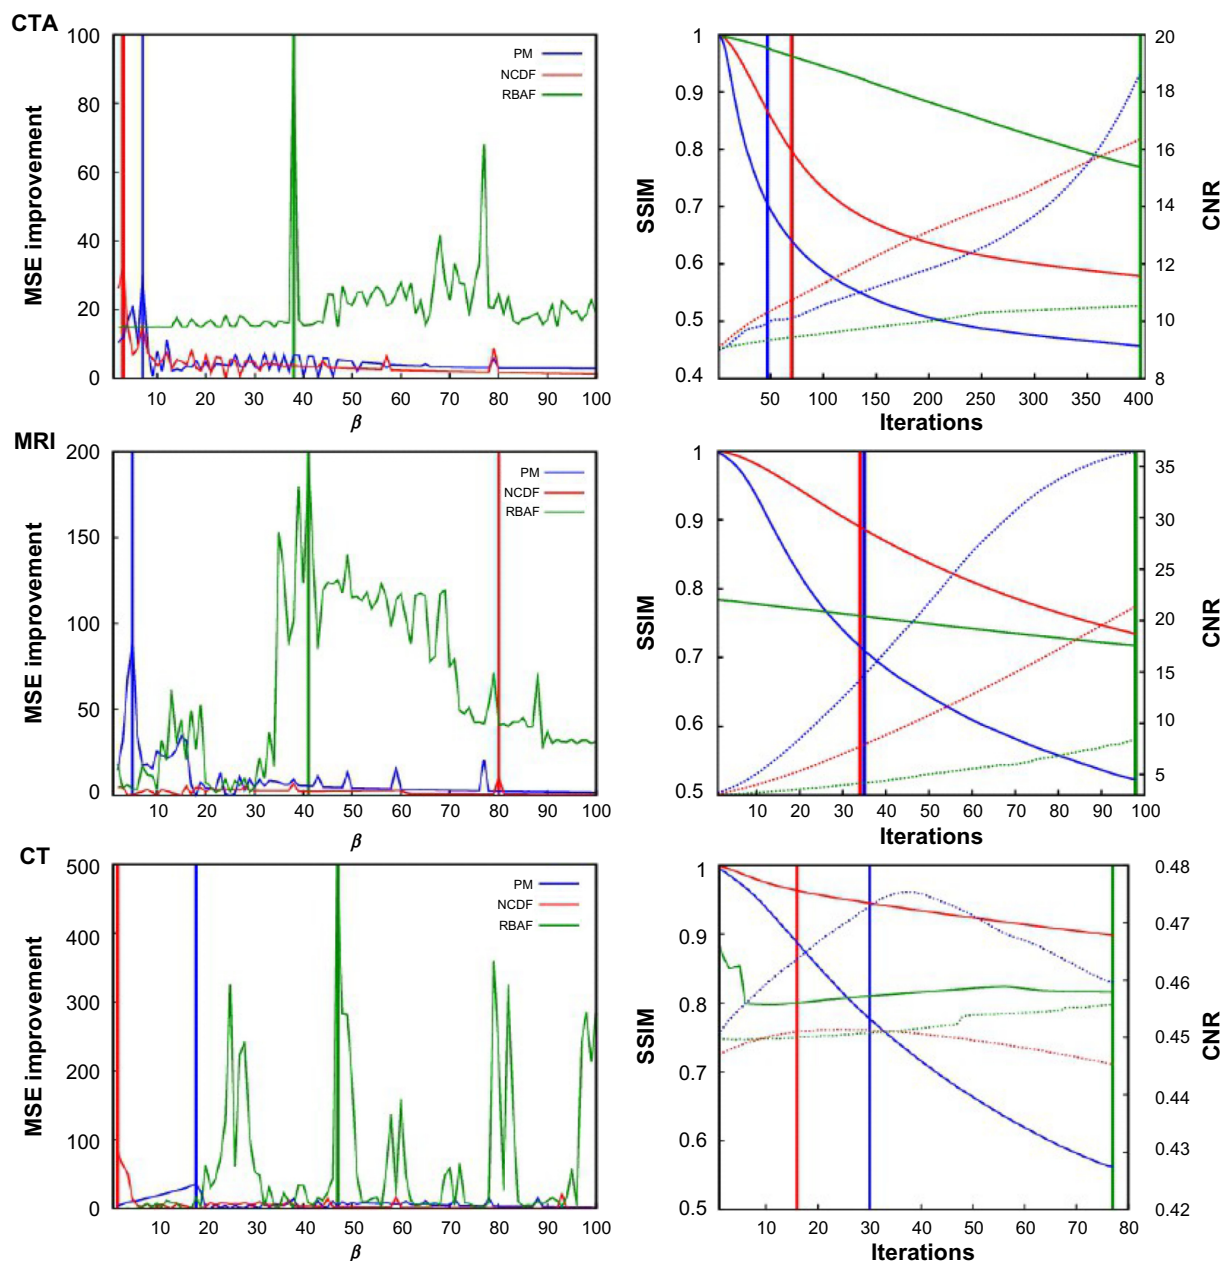 CTA
100
80
60
40
20
0
MSE improvement
PM
NCDF
RBAF
10 20 30 40 50 60 70 80 90 100
β
1
0.9
0.8
0.7
0.6
0.5
0.4
SSIM
20
18
16
14
12
10
8
CNR
50 100 150 200 250 300 350 400
Iterations
MRI
200
150
100
50
0
MSE improvement
PM
NCDF
RBAF
10 20 30 40 50 60 70 80 90 100
β
1
0.9
0.8
0.7
0.6
0.5
SSIM
35
30
25
20
15
10
5
CNR
10 20 30 40 50 60 70 80 90 100
Iterations
CT
500
400
300
200
100
0
MSE improvement
PM
NCDF
RBAF
10 20 30 40 50 60 70 80 90 100
β
1
0.9
0.8
0.7
0.6
0.5
SSIM
0.48
0.47
0.46
0.45
0.44
0.43
0.42
CNR
10 20 30 40 50 60 70 80
Iterations